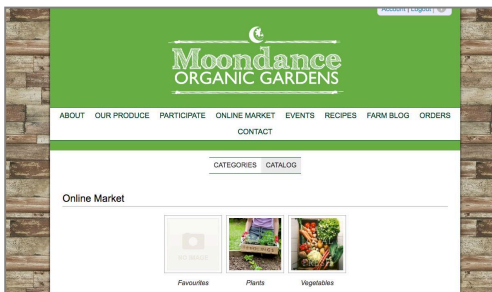 Account | Logout |
Moondance
ORGANIC GARDENS
ABOUT OUR PRODUCE PARTICIPATE ONLINE MARKET EVENTS RECIPES FARM BLOG ORDERS
CONTACT
CATEGORIES CATALOG
Online Market
NO IMAGE
Favourites Plants Vegetables